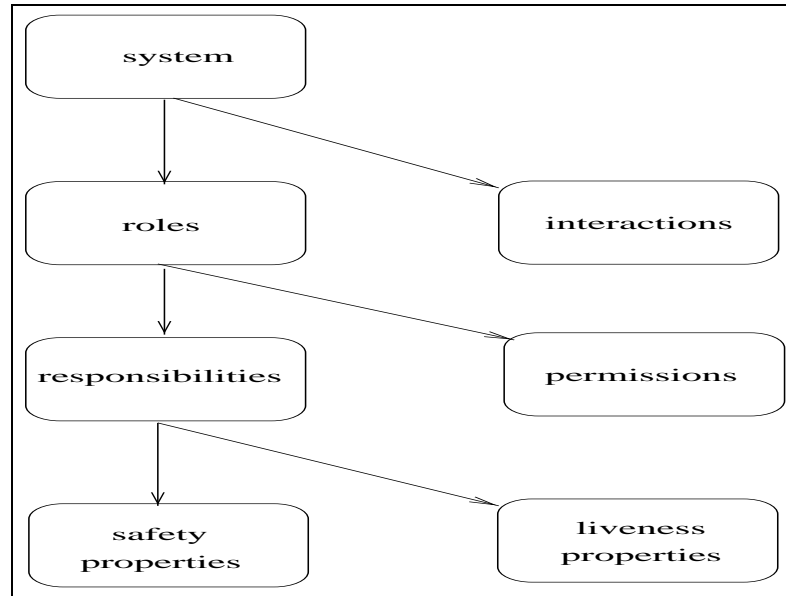 system
roles
interactions
responsibilities
permissions
safety
properties
liveness
properties